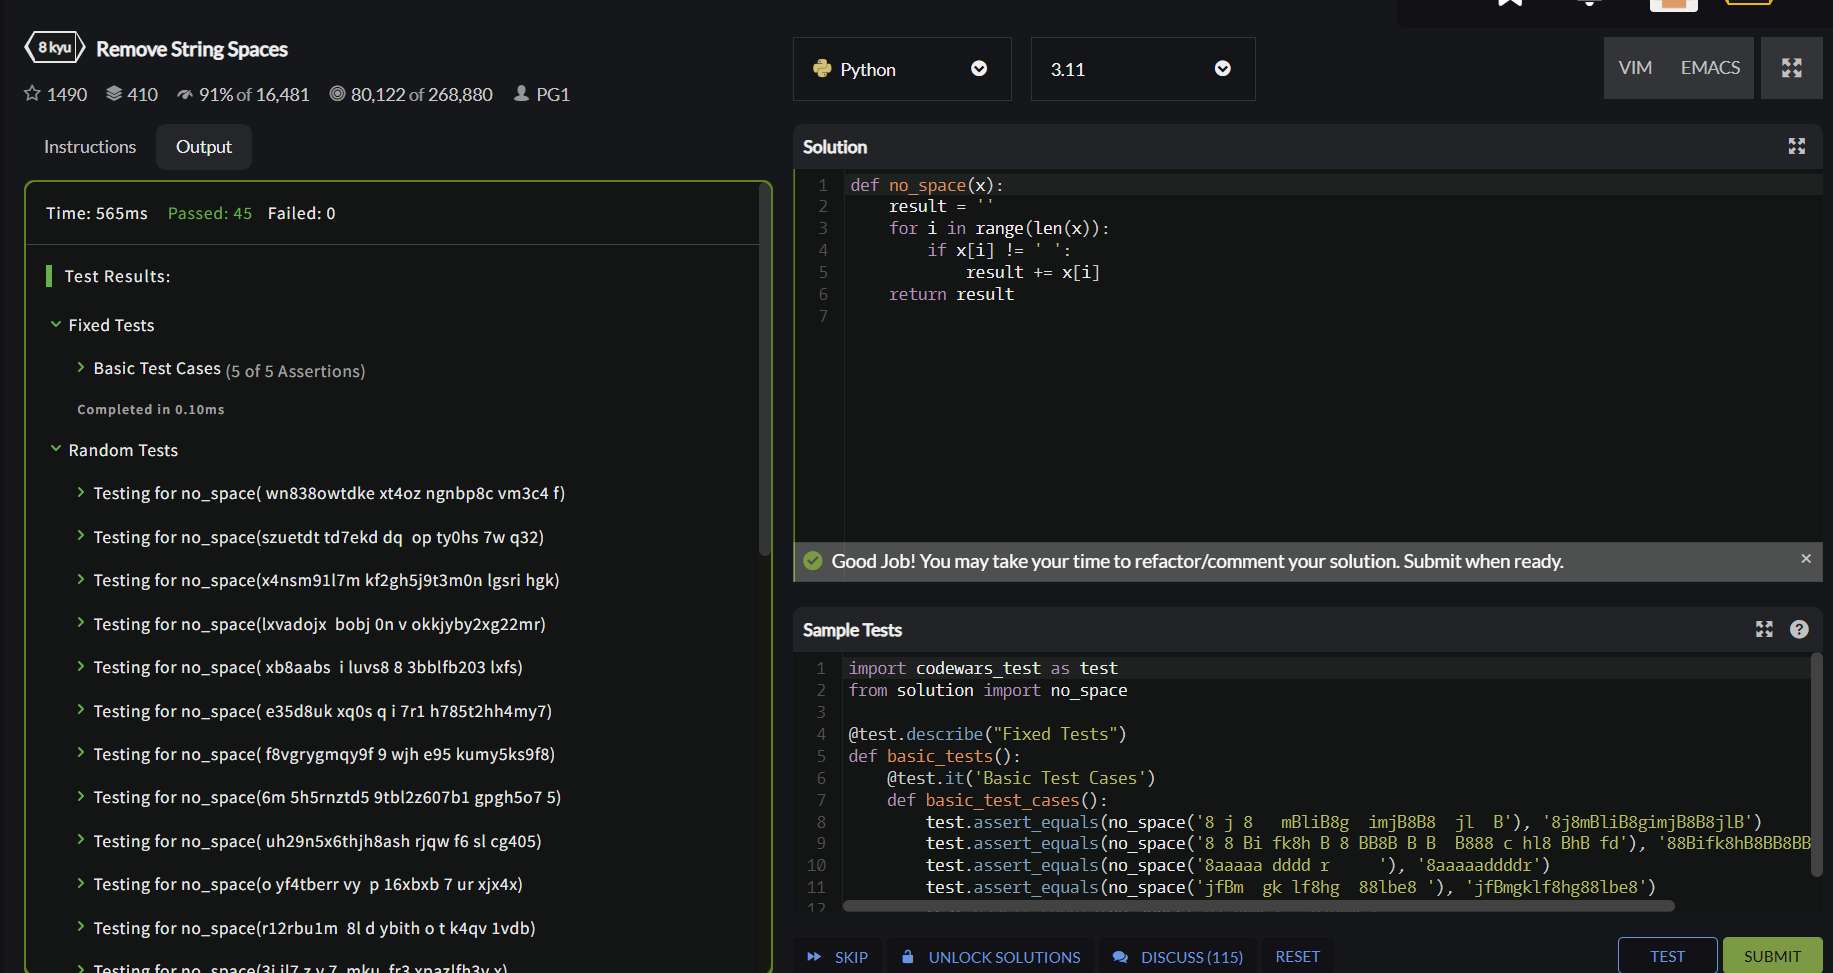 8 kyu Remove String Spaces
1490 410 91% of 16,481 80,122 of 268,880 PG1
Instructions Output
Time: 565ms Passed: 45 Failed: 0
Test Results:
Fixed Tests
Basic Test Cases (5 of 5 Assertions)
Completed in 0.10ms
Random Tests
Testing for no_space( wn838owtdke xt4oz ngnbp8c vm3c4 f)
Testing for no_space(szuetdt td7ekd dq  op ty0hs 7w q32)
Testing for no_space(x4nsm91l7m kf2gh5j9t3m0n lgsri hgk)
Testing for no_space(lxvadojx  bobj 0n v okkjyby2xg22mr)
Testing for no_space( xb8aabs  i luvs8 8 3bblfb203 lxfs)
Testing for no_space( e35d8uk xq0s q i 7r1 h785t2hh4my7)
Testing for no_space( f8vgrygmqy9f 9 wjh e95 kumy5ks9f8)
Testing for no_space(6m 5h5rnztd5 9tbl2z607b1 gpgh5o7 5)
Testing for no_space( uh29n5x6thjh8ash rjqw f6 sl cg405)
Testing for no_space(o yf4tberr vy  p 16xbxb 7 ur xjx4x)
Testing for no_space(r12rbu1m  8l d ybith o t k4qv 1vdb)
Testing for no_space(3j jl7 z v 7  mku  fr3 xpazlfh3y x)
Python 3.11 VIM EMACS
Solution
1 def no_space(x):
2     result = ''
3     for i in range(len(x)):
4         if x[i] != ' ':
5             result += x[i]
6     return result
7
Good Job! You may take your time to refactor/comment your solution. Submit when ready. ×
Sample Tests ?
1 import codewars_test as test
2 from solution import no_space
3
4 @test.describe("Fixed Tests")
5 def basic_tests():
6     @test.it('Basic Test Cases')
7     def basic_test_cases():
8         test.assert_equals(no_space('8 j 8   mBliB8g  imjB8B8  jl  B'), '8j8mBliB8gimjB8B8jlB')
9         test.assert_equals(no_space('8 8 Bi fk8h B 8 BB8B B B  B888 c hl8 BhB fd'), '88Bifk8hB8BB8BB
10         test.assert_equals(no_space('8aaaaa dddd r     '), '8aaaaaddddr')
11         test.assert_equals(no_space('jfBm  gk lf8hg  88lbe8 '), 'jfBmgklf8hg88lbe8')
12
SKIP UNLOCK SOLUTIONS DISCUSS (115) RESET TEST SUBMIT